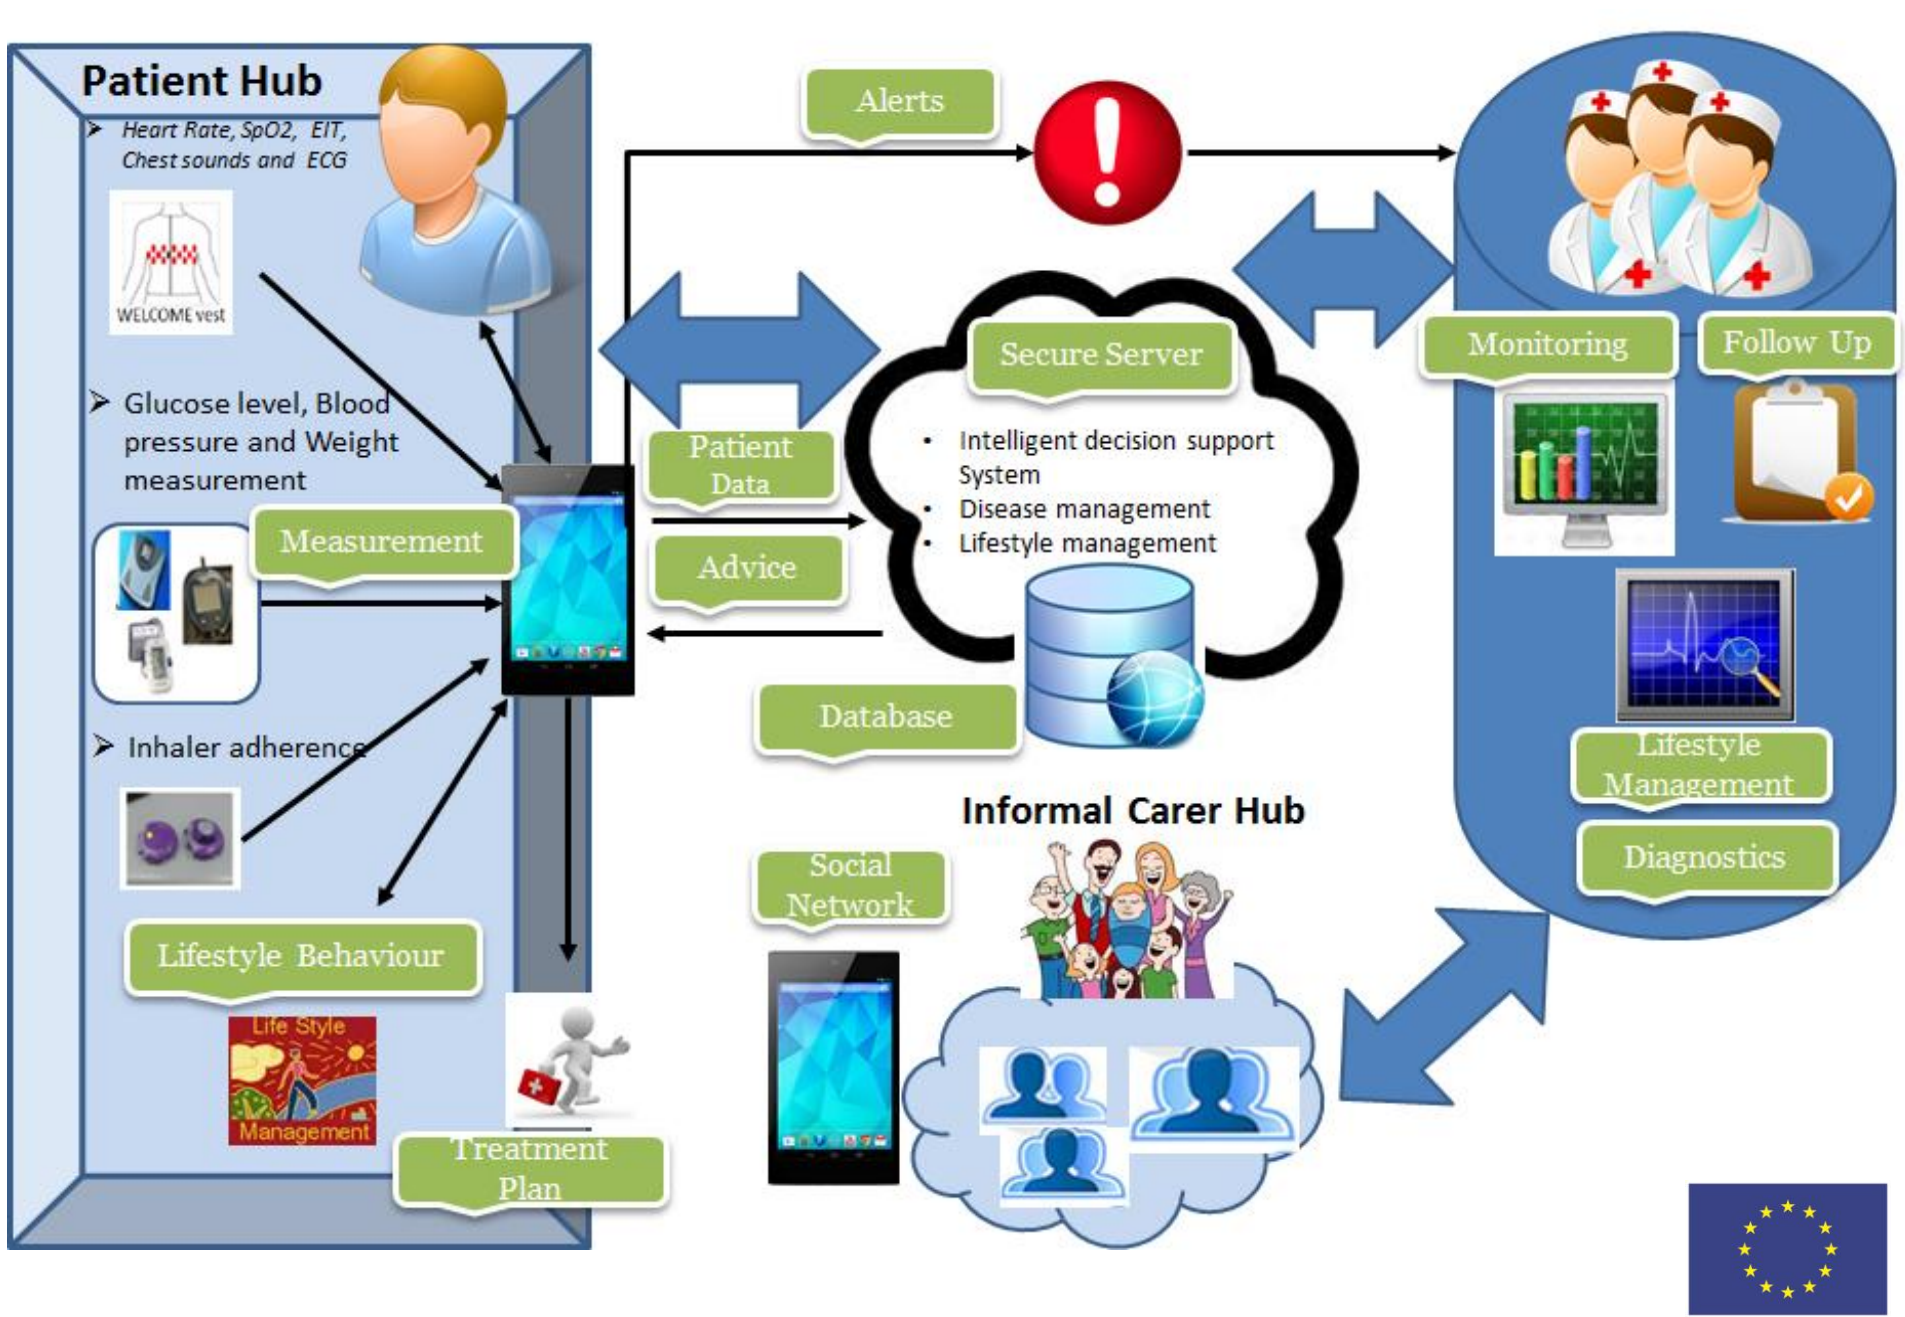 Patient Hub
Heart Rate, SpO2, EIT,
Chest sounds and ECG
WELCOME vest
Glucose level, Blood
pressure and Weight
measurement
Measurement
Inhaler adherence
Lifestyle Behaviour
Life Style
Management
Treatment
Plan
Alerts
Patient
Data
Advice
Secure Server
• Intelligent decision support
System
• Disease management
• Lifestyle management
Database
Informal Carer Hub
Social
Network
Monitoring
Follow Up
Lifestyle
Management
Diagnostics